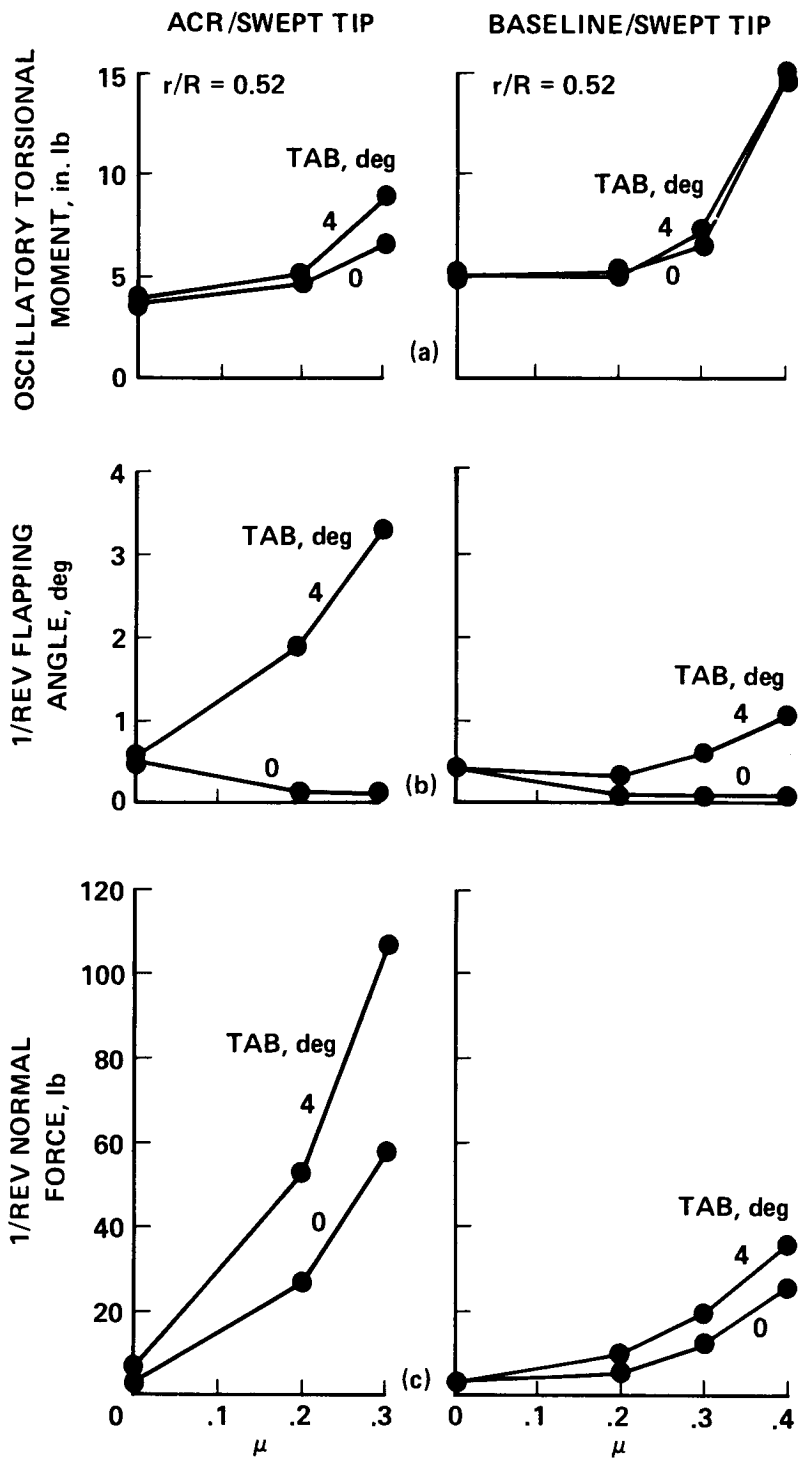 ACR/SWEPT TIP
BASELINE/SWEPT TIP
OSCILLATORY TORSIONAL
MOMENT, in. lb
15
10
5
0
r/R = 0.52
TAB, deg
4
0
(a)
r/R = 0.52
TAB, deg
4
0
1/REV FLAPPING
ANGLE, deg
4
3
2
1
0
TAB, deg
4
0
(b)
TAB, deg
4
0
1/REV NORMAL
FORCE, lb
120
100
80
60
40
20
0
TAB, deg
4
0
(c)
TAB, deg
4
0
.1
.2
.3
μ
0
.1
.2
.3
.4
μ